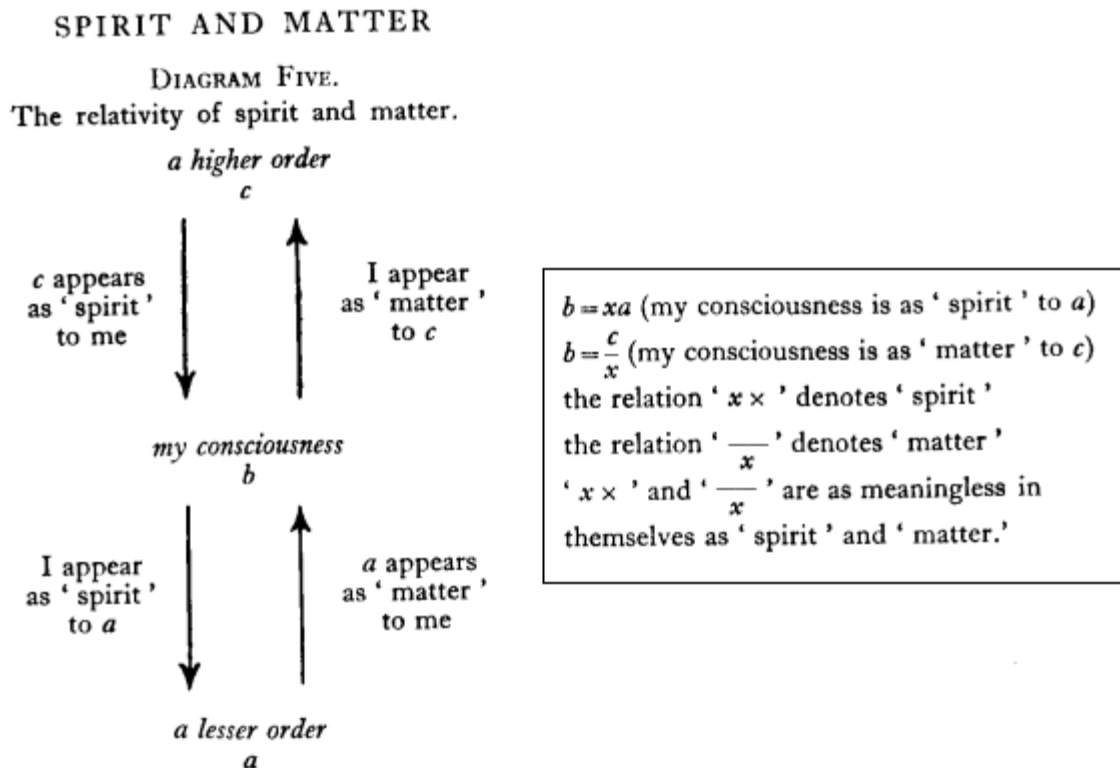 SPIRIT AND MATTER
DIAGRAM FIVE.
The relativity of spirit and matter.
a higher order
c
c appears
as ‘ spirit ’
to me
I appear
as ‘ matter ’
to c
my consciousness
b
I appear
as ‘ spirit ’
to a
a appears
as ‘ matter ’
to me
a lesser order
a
b = xa (my consciousness is as ‘ spirit ’ to a)
b = c/x (my consciousness is as ‘ matter ’ to c)
the relation ‘ x × ’ denotes ‘ spirit ’
the relation ‘ —/x ’ denotes ‘ matter ’
‘ x × ’ and ‘ —/x ’ are as meaningless in
themselves as ‘ spirit ’ and ‘ matter.’